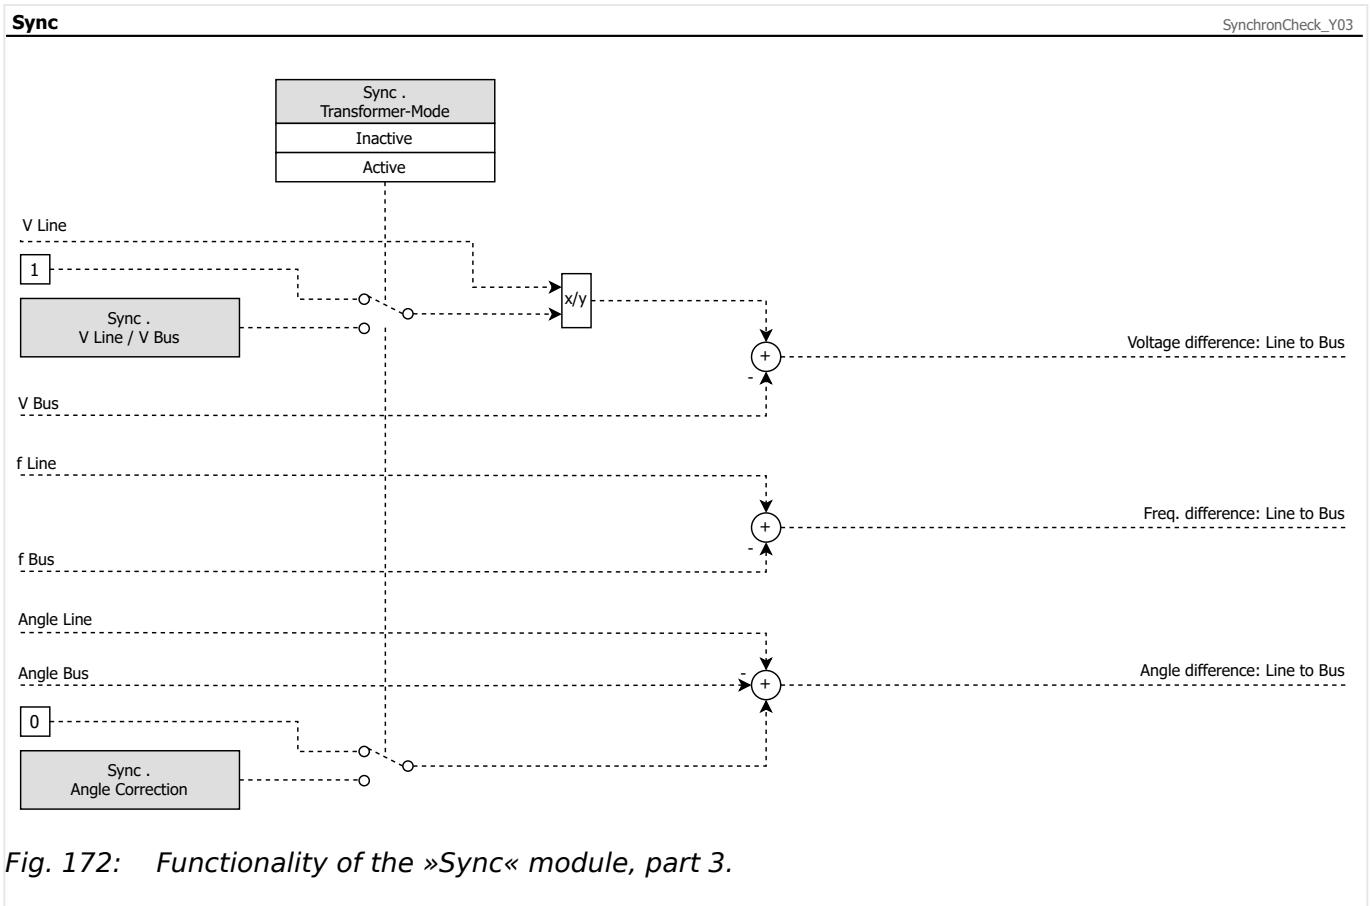 Sync
SynchronCheck_Y03
Sync .
Transformer-Mode
Inactive
Active
V Line
1
Sync .
V Line / V Bus
x/y
+
-
Voltage difference: Line to Bus
V Bus
f Line
+
-
Freq. difference: Line to Bus
f Bus
Angle Line
Angle Bus
-
+
Angle difference: Line to Bus
0
Sync .
Angle Correction
Fig. 172: Functionality of the »Sync« module, part 3.